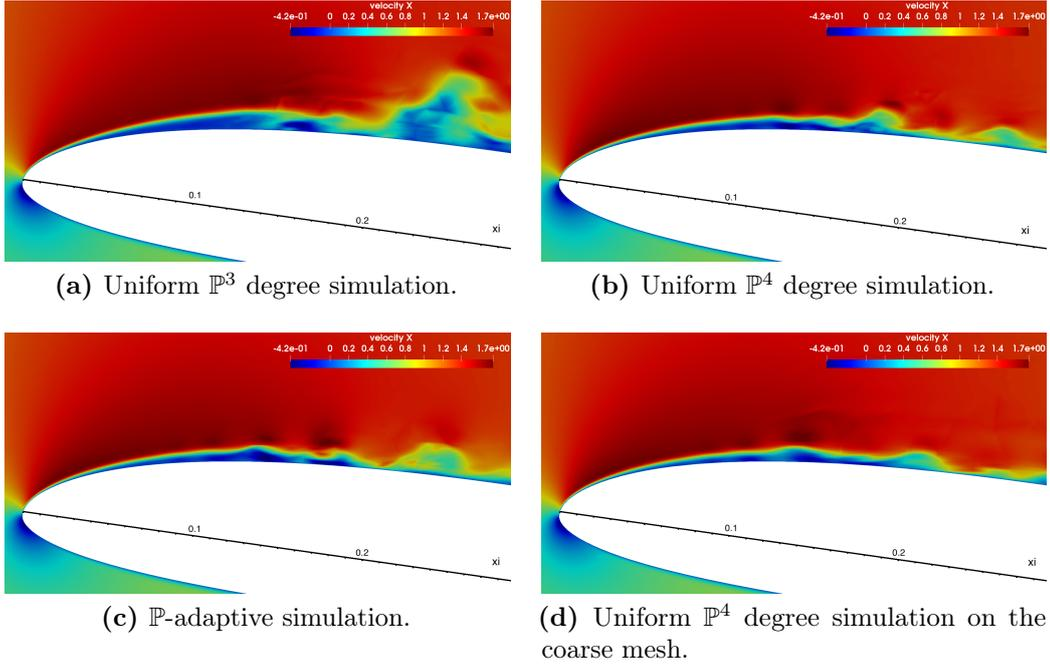 velocity X
-4.2e-01 0 0.2 0.4 0.6 0.8 1 1.2 1.4 1.7e+00
0.1
0.2
xi
(a) Uniform ℙ³ degree simulation.
velocity X
-4.2e-01 0 0.2 0.4 0.6 0.8 1 1.2 1.4 1.7e+00
0.1
0.2
xi
(b) Uniform ℙ⁴ degree simulation.
velocity X
-4.2e-01 0 0.2 0.4 0.6 0.8 1 1.2 1.4 1.7e+00
0.1
0.2
xi
(c) ℙ-adaptive simulation.
velocity X
-4.2e-01 0 0.2 0.4 0.6 0.8 1 1.2 1.4 1.7e+00
0.1
0.2
xi
(d) Uniform ℙ⁴ degree simulation on the
coarse mesh.